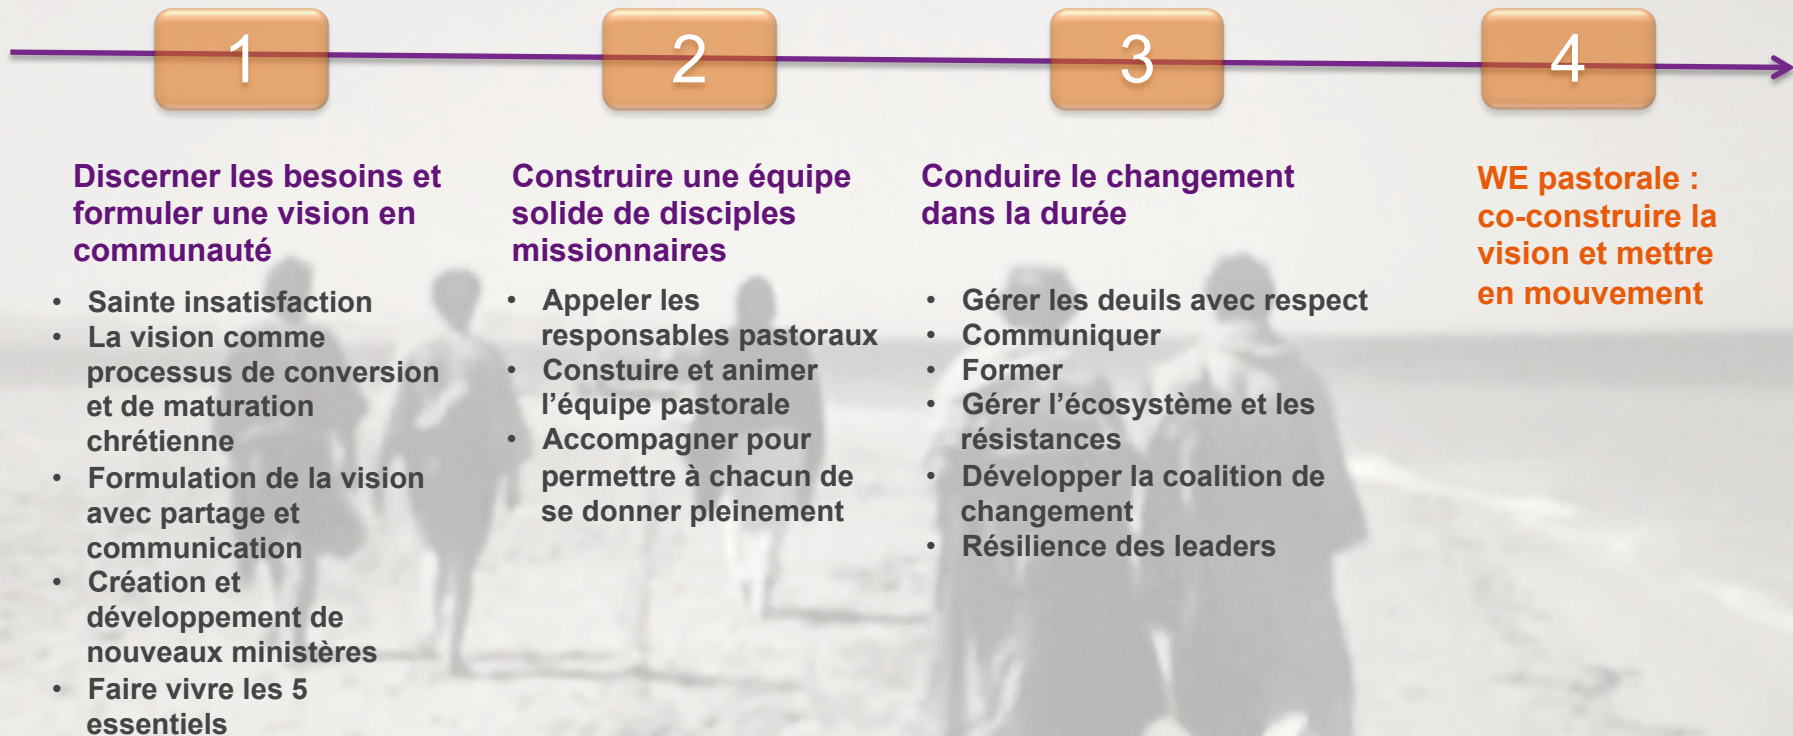 1
2
3
4
Discerner les besoins et
formuler une vision en
communauté
• Sainte insatisfaction
• La vision comme
processus de conversion
et de maturation
chrétienne
• Formulation de la vision
avec partage et
communication
• Création et
développement de
nouveaux ministères
• Faire vivre les 5
essentiels
Construire une équipe
solide de disciples
missionnaires
• Appeler les
responsables pastoraux
• Constuire et animer
l’équipe pastorale
• Accompagner pour
permettre à chacun de
se donner pleinement
Conduire le changement
dans la durée
• Gérer les deuils avec respect
• Communiquer
• Former
• Gérer l’écosystème et les
résistances
• Développer la coalition de
changement
• Résilience des leaders
WE pastorale :
co-construire la
vision et mettre
en mouvement